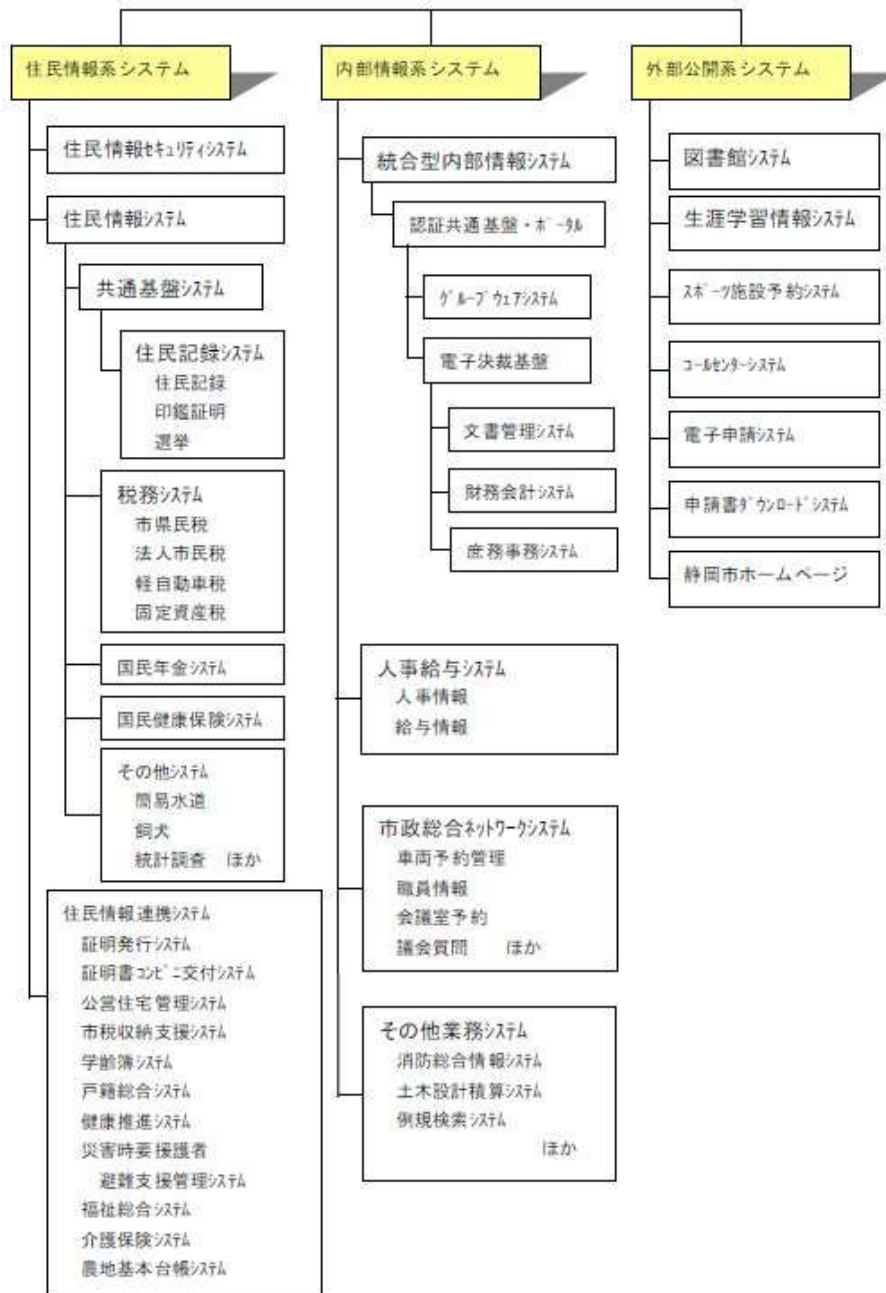 住民情報系システム
住民情報ｾｷｭﾘﾃｨｼｽﾃﾑ
住民情報ｼｽﾃﾑ
共通基盤ｼｽﾃﾑ
住民記録ｼｽﾃﾑ
住民記録
印鑑証明
選挙
税務ｼｽﾃﾑ
市県民税
法人市民税
軽自動車税
固定資産税
国民年金ｼｽﾃﾑ
国民健康保険ｼｽﾃﾑ
その他ｼｽﾃﾑ
簡易水道
飼犬
統計調査　ほか
住民情報連携ｼｽﾃﾑ
証明発行ｼｽﾃﾑ
証明書ｺﾝﾋﾞﾆ交付ｼｽﾃﾑ
公営住宅管理ｼｽﾃﾑ
市税収納支援ｼｽﾃﾑ
学齢簿ｼｽﾃﾑ
戸籍総合ｼｽﾃﾑ
健康推進ｼｽﾃﾑ
災害時要援護者
避難支援管理ｼｽﾃﾑ
福祉総合ｼｽﾃﾑ
介護保険ｼｽﾃﾑ
農地基本台帳ｼｽﾃﾑ
内部情報系システム
統合型内部情報ｼｽﾃﾑ
認証共通基盤・ﾎﾟｰﾀﾙ
ｸﾞﾙｰﾌﾟｳｪｱｼｽﾃﾑ
電子決裁基盤
文書管理ｼｽﾃﾑ
財務会計ｼｽﾃﾑ
庶務事務ｼｽﾃﾑ
人事給与ｼｽﾃﾑ
人事情報
給与情報
市政総合ﾈｯﾄﾜｰｸｼｽﾃﾑ
車両予約管理
職員情報
会議室予約
議会質問　ほか
その他業務ｼｽﾃﾑ
消防総合情報ｼｽﾃﾑ
土木設計積算ｼｽﾃﾑ
例規検索ｼｽﾃﾑ
ほか
外部公開系システム
図書館ｼｽﾃﾑ
生涯学習情報ｼｽﾃﾑ
ｽﾎﾟｰﾂ施設予約ｼｽﾃﾑ
ｺｰﾙｾﾝﾀｰｼｽﾃﾑ
電子申請ｼｽﾃﾑ
申請書ﾀﾞｳﾝﾛｰﾄﾞｼｽﾃﾑ
静岡市ホームページ